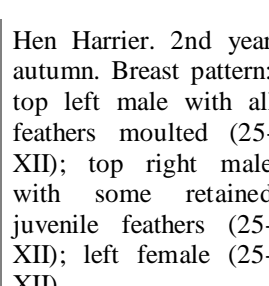 Hen Harrier. 2nd year
autumn. Breast pattern:
top left male with all
feathers moulted (25-
XII); top right male
with some retained
juvenile feathers (25-
XII); left female (25-
XII)